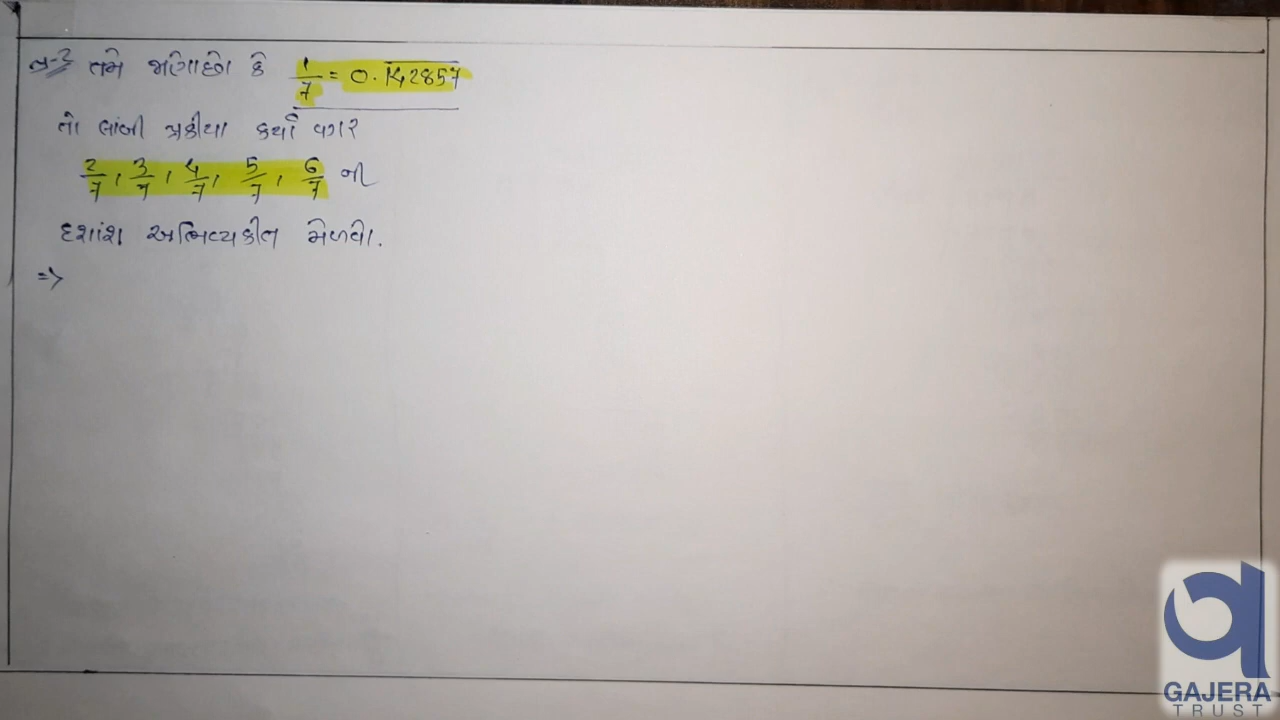 તમે જાણોછો કે 1/7 = 0.142857
તો લાંબી પ્રકીયા કર્યા વગર
2/7, 3/7, 4/7, 5/7, 6/7 ની
દશાંશ અભિવ્યકીત મેળવો.
=>
GAJERA
TRUST